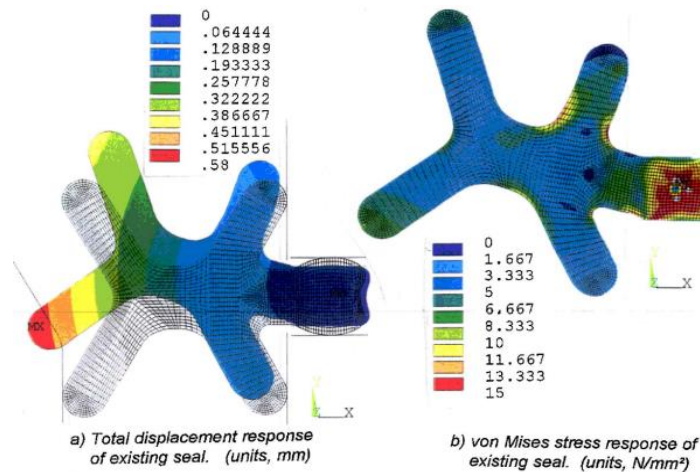 0
.064444
.128889
.193333
.257778
.322222
.386667
.451111
.515556
.58
MX
X
a) Total displacement response
of existing seal. (units, mm)
0
1.667
3.333
5
6.667
8.333
10
11.667
13.333
15
X
b) von Mises stress response of
existing seal. (units, N/mm²)